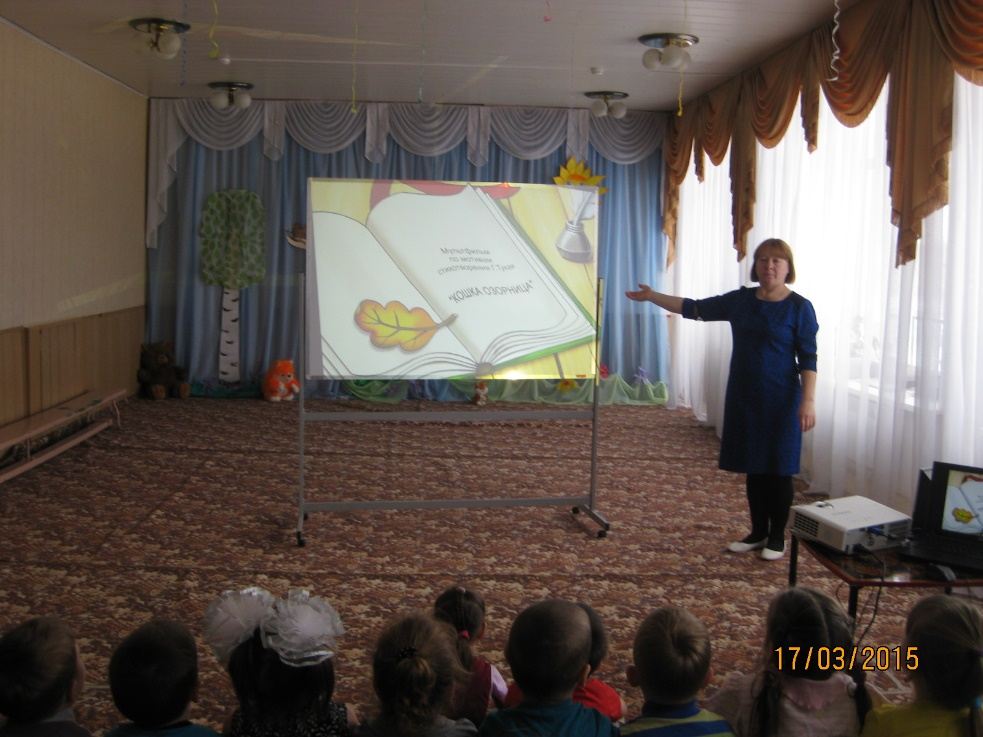 Мультфильм
по мотивам
стихотворения Г.Тукая
"КОШКА ОЗОРНИЦА"
17/03/2015